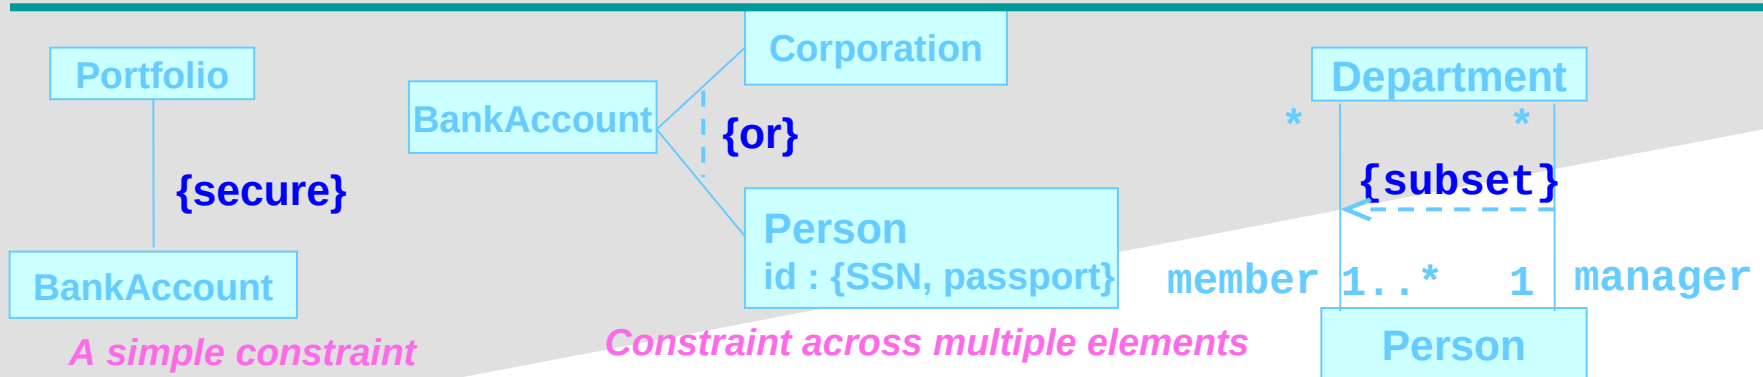 Portfolio
{secure}
BankAccount
A simple constraint
BankAccount
Corporation
{or}
Person
id : {SSN, passport}
Constraint across multiple elements
Department
* *
{subset}
member 1..* 1 manager
Person